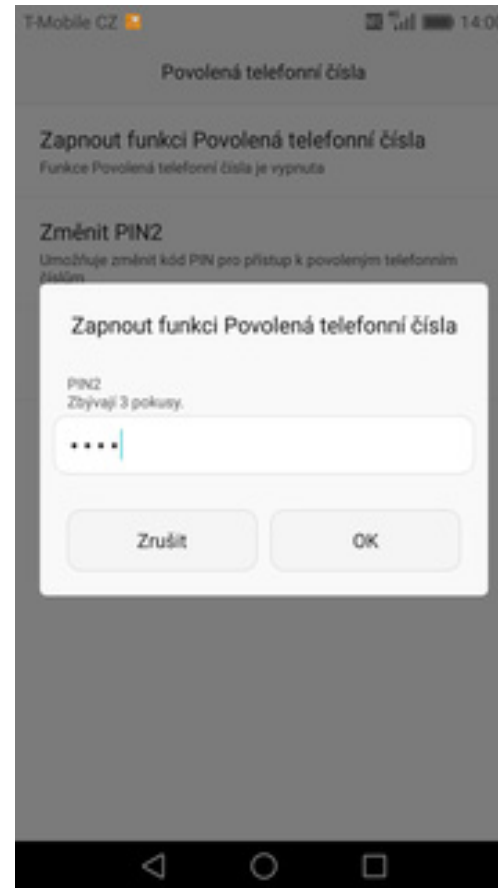 T-Mobile CZ
14:00
Povolená telefonní čísla
Zapnout funkci Povolená telefonní čísla
Funkce Povolená telefonní čísla je vypnuta
Změnit PIN2
Umožňuje změnit kód PIN pro přístup k povoleným telefonním
číslům
Zapnout funkci Povolená telefonní čísla
PIN2
Zbývají 3 pokusy.
••••
Zrušit
OK